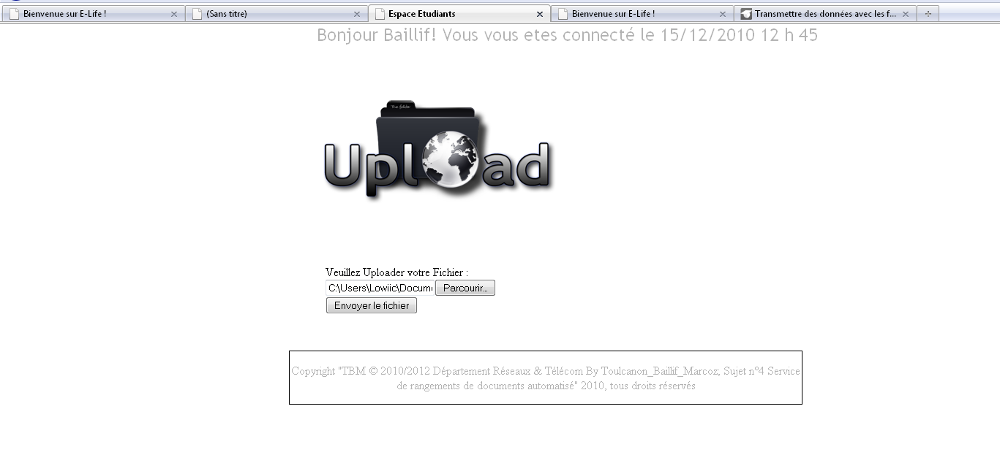 Bienvenue sur E-Life !
(Sans titre)
Espace Etudiants
Bienvenue sur E-Life !
Transmettre des données avec les f...
Bonjour Baillif! Vous vous etes connecté le 15/12/2010 12 h 45
The folder
Upload
Veuillez Uploader votre Fichier :
C:\Users\Lowiic\Docum Parcourir...
Envoyer le fichier
Copyright "TBM © 2010/2012 Département Réseaux & Télécom By Toulcanon_Baillif_Marcoz; Sujet n°4 Service
de rangements de documents automatisé" 2010, tous droits réservés